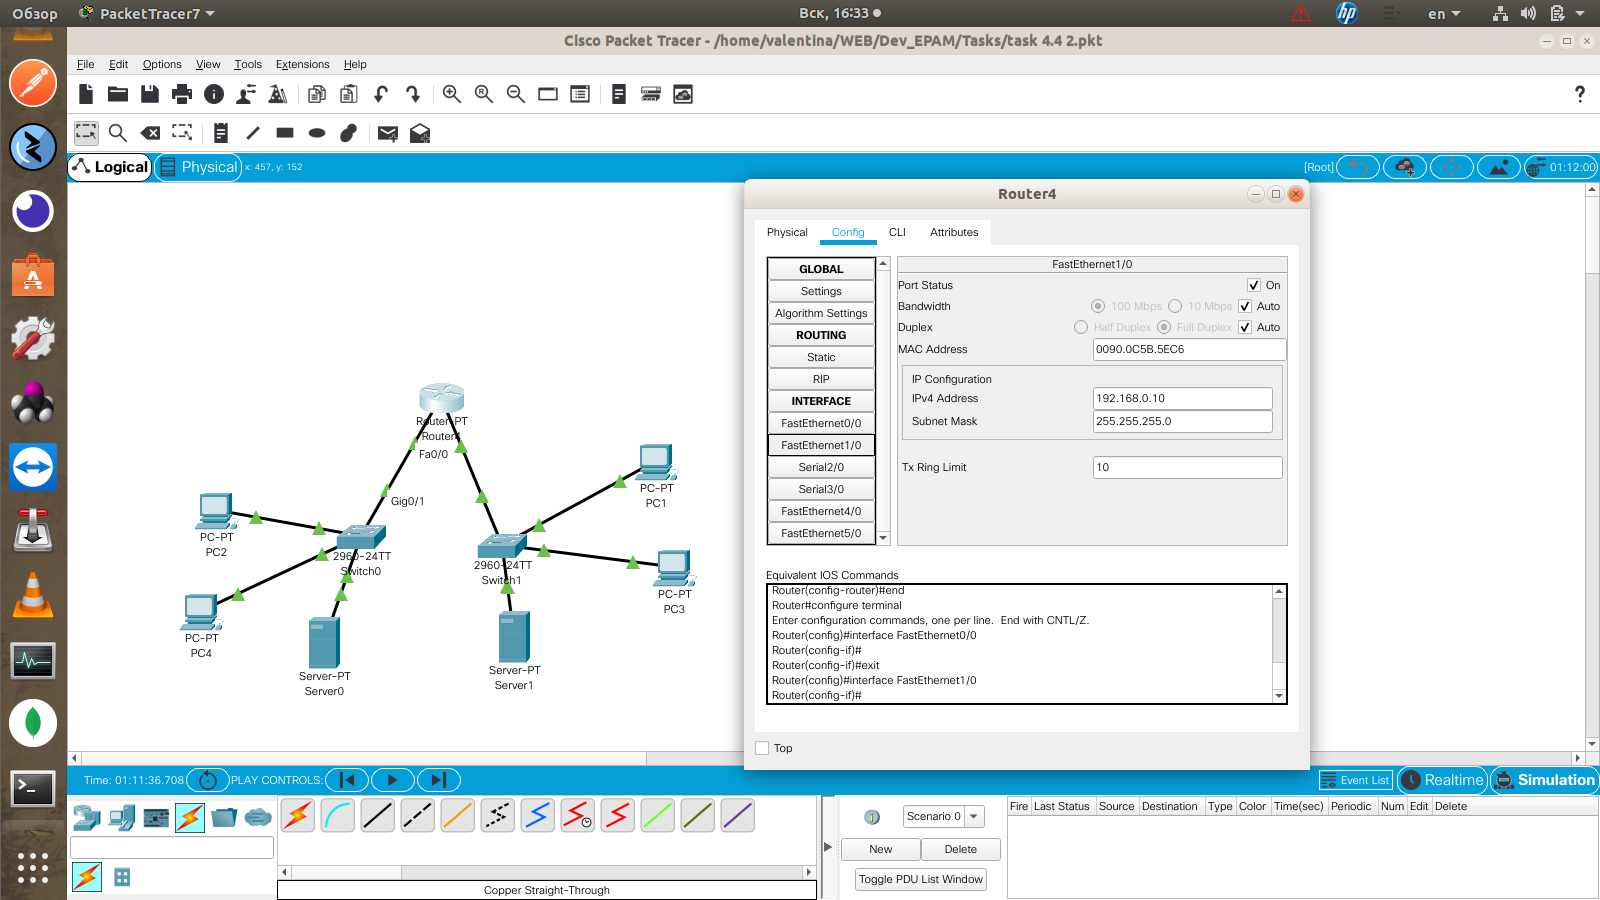 Обзор
PacketTracer7
Вск, 16:33
hp
en
Cisco Packet Tracer - /home/valentina/WEB/Dev_EPAM/Tasks/task 4.4 2.pkt
File Edit Options View Tools Extensions Help
?
Logical
Physical
x: 457, y: 152
[Root]
01:12:00
Router-PT
Router4
Fa0/0
Gig0/1
PC-PT
PC2
PC-PT
PC4
2960-24TT
Switch0
Server-PT
Server0
2960-24TT
Switch1
Server-PT
Server1
PC-PT
PC1
PC-PT
PC3
Router4
Physical Config CLI Attributes
GLOBAL
Settings
Algorithm Settings
ROUTING
Static
RIP
INTERFACE
FastEthernet0/0
FastEthernet1/0
Serial2/0
Serial3/0
FastEthernet4/0
FastEthernet5/0
FastEthernet1/0
Port Status On
Bandwidth 100 Mbps 10 Mbps Auto
Duplex Half Duplex Full Duplex Auto
MAC Address 0090.0C5B.5EC6
IP Configuration
IPv4 Address 192.168.0.10
Subnet Mask 255.255.255.0
Tx Ring Limit 10
Equivalent IOS Commands
Router(config-router)#end
Router#configure terminal
Enter configuration commands, one per line. End with CNTL/Z.
Router(config)#interface FastEthernet0/0
Router(config-if)#
Router(config-if)#exit
Router(config)#interface FastEthernet1/0
Router(config-if)#
Top
Time: 01:11:36.708
PLAY CONTROLS:
Event List
Realtime
Simulation
Copper Straight-Through
Scenario 0
New
Delete
Toggle PDU List Window
Fire Last Status Source Destination Type Color Time(sec) Periodic Num Edit Delete